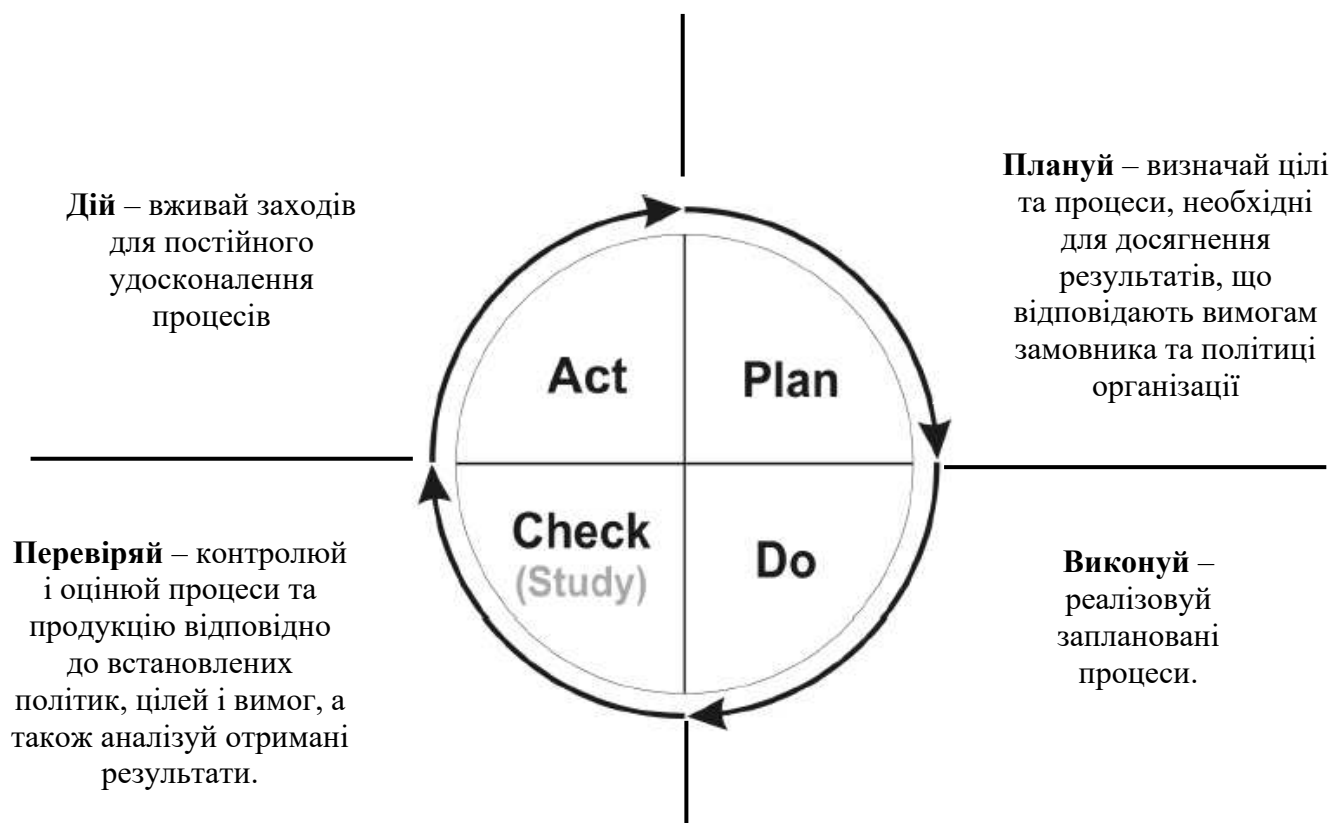 Дій – вживай заходів
для постійного
удосконалення
процесів
Плануй – визначай цілі
та процеси, необхідні
для досягнення
результатів, що
відповідають вимогам
замовника та політиці
організації
Act
Plan
Check
(Study)
Do
Перевіряй – контролюй
і оцінюй процеси та
продукцію відповідно
до встановлених
політик, цілей і вимог, а
також аналізуй отримані
результати.
Виконуй –
реалізовуй
заплановані
процеси.